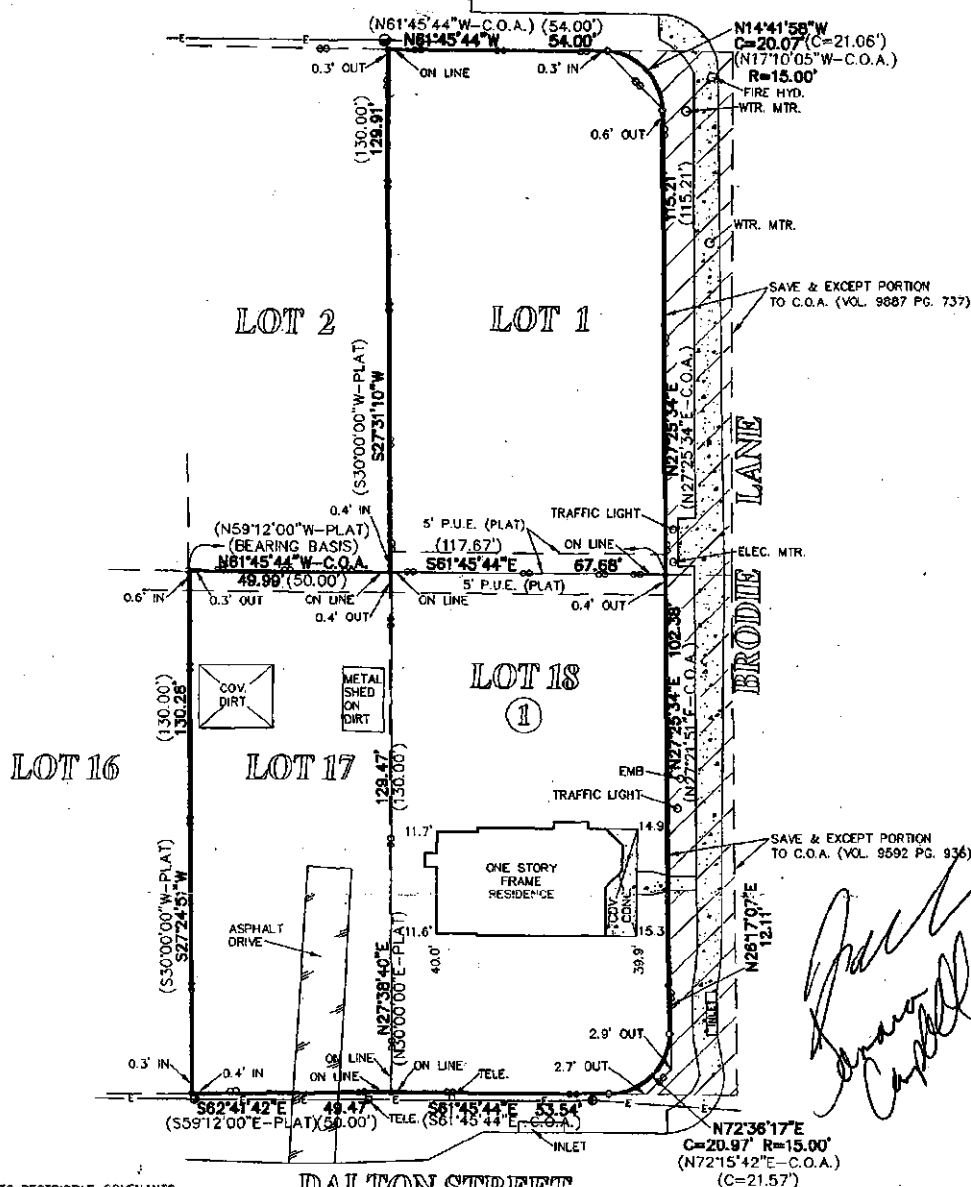 (N61°45'44"W-C.O.A.) (54.00')
N61°45'44"W 54.00'
N14°41'58"W
C=20.07'(C=21.06')
(N17°10'05"W-C.O.A.)
R=15.00'
FIRE HYD.
WTR. MTR.
0.3' OUT
ON LINE
0.3' IN
0.6' OUT
(130.00')
129.91'
115.21'
(115.21')
WTR. MTR.
SAVE & EXCEPT PORTION
TO C.O.A. (VOL. 9887 PG. 737)
LOT 2
LOT 1
(S30°00'00"W-PLAT)
S27°31'10"W
N27°25'34"E
(N27°25'34"E-C.O.A.)
BRODIE LANE
0.4' IN
TRAFFIC LIGHT
(N59°12'00"W-PLAT)
(BEARING BASIS)
N61°45'44"W-C.O.A.
49.99'(50.00')
5' P.U.E. (PLAT)
(117.67')
S61°45'44"E 67.68'
5' P.U.E. (PLAT)
ON LINE
ELEC. MTR.
0.6' IN
0.3' OUT
ON LINE
0.4' OUT
ON LINE
0.4' OUT
COV. DIRT
METAL
SHED
ON
DIRT
LOT 18
1
LOT 16
LOT 17
(130.00')
130.28'
129.47'
(130.00')
N27°25'34"E 102.38'
(N27°21'51"E-C.O.A.)
EMB
TRAFFIC LIGHT
11.7'
14.9'
ONE STORY
FRAME
RESIDENCE
COV. CONC.
11.6'
15.3'
40.0'
39.9'
SAVE & EXCEPT PORTION
TO C.O.A. (VOL. 9592 PG. 936)
(S30°00'00"W-PLAT)
S27°24'51"W
ASPHALT
DRIVE
N27°38'40"E
(N30°00'00"E-PLAT)
N26°17'07"E
12.11'
INLET
2.9' OUT
2.7' OUT
0.3' IN
0.4' IN
ON LINE
ON LINE
ON LINE
TELE.
S62°41'42"E 49.47'
(S59°12'00"E-PLAT)(50.00')
TELE.
S61°45'44"E 53.54'
(S61°45'44"E-C.O.A.)
INLET
N72°36'17"E
C=20.97' R=15.00'
(N72°15'42"E-C.O.A.)
(C=21.57')
DALTON STREET